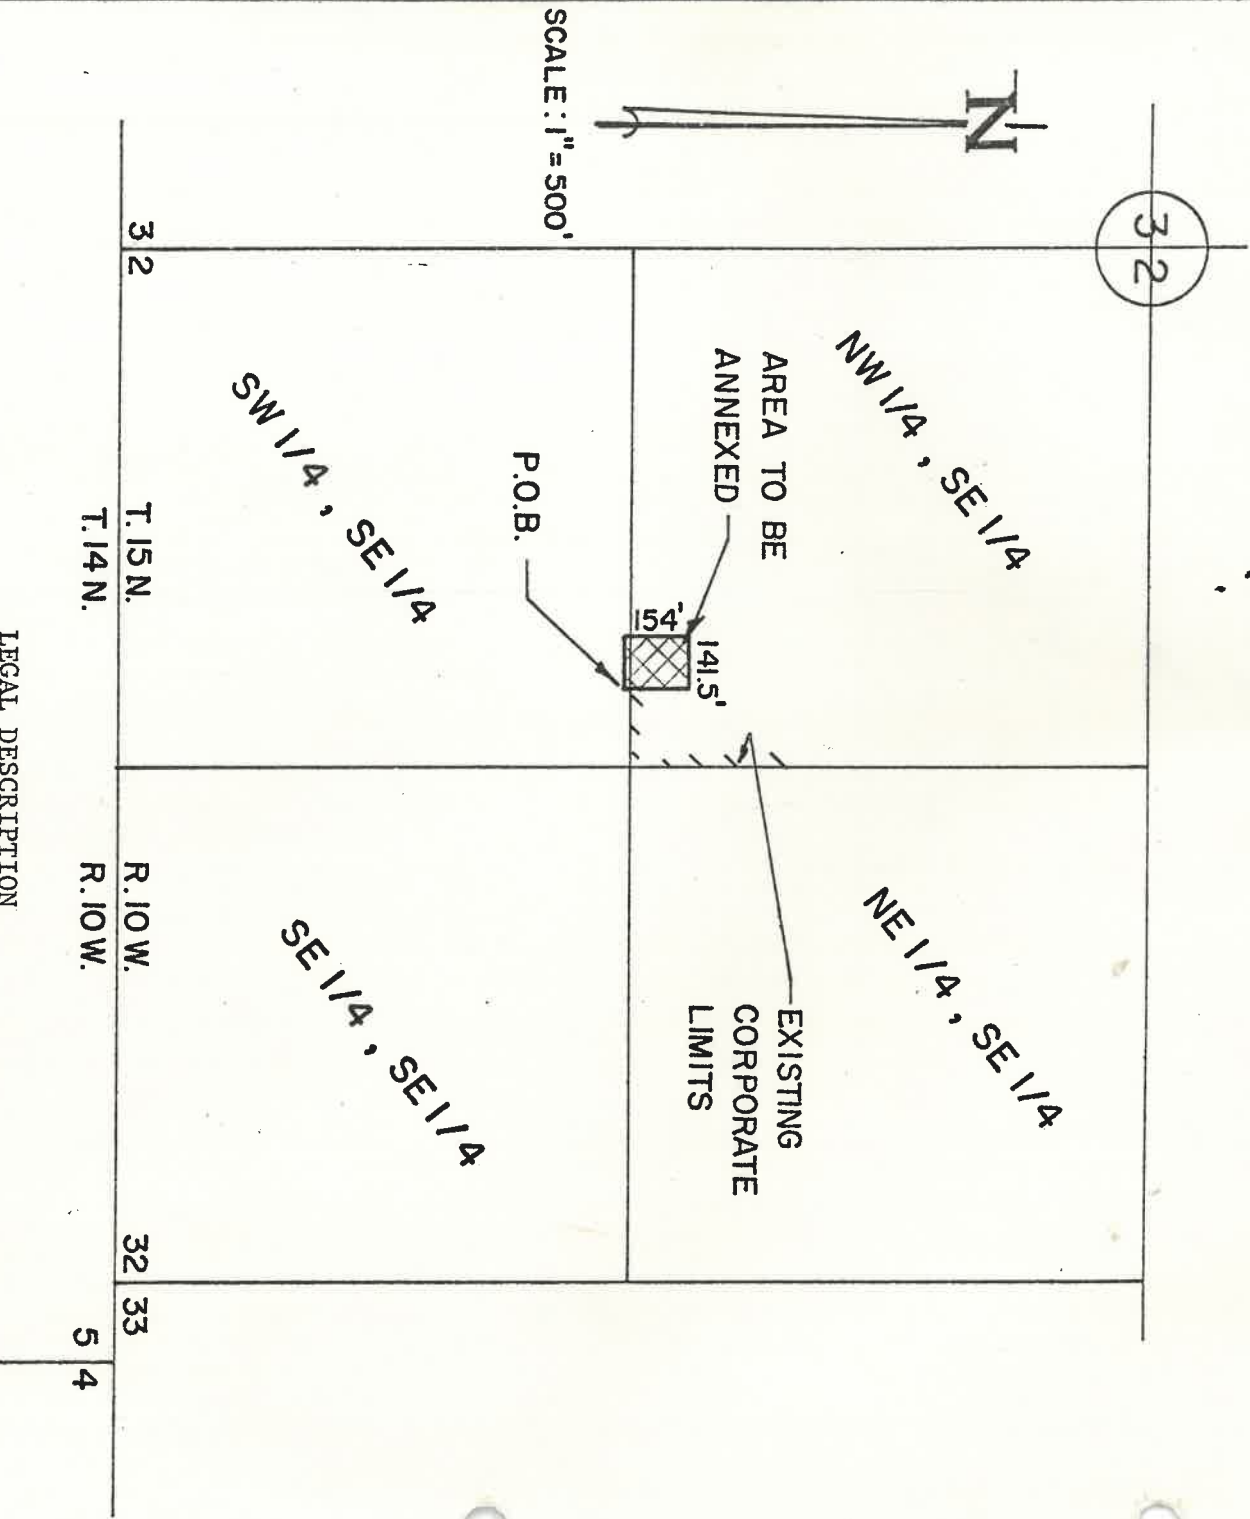 32
N
NW 1/4, SE 1/4
NE 1/4, SE 1/4
AREA TO BE
ANNEXED
EXISTING
CORPORATE
LIMITS
141.5'
154'
SCALE: 1"=500'
P.O.B.
SW 1/4, SE 1/4
SE 1/4, SE 1/4
32
T. 15 N.
R. 10 W.
32 33
T. 14 N.
R. 10 W.
5 4
LEGAL DESCRIPTION